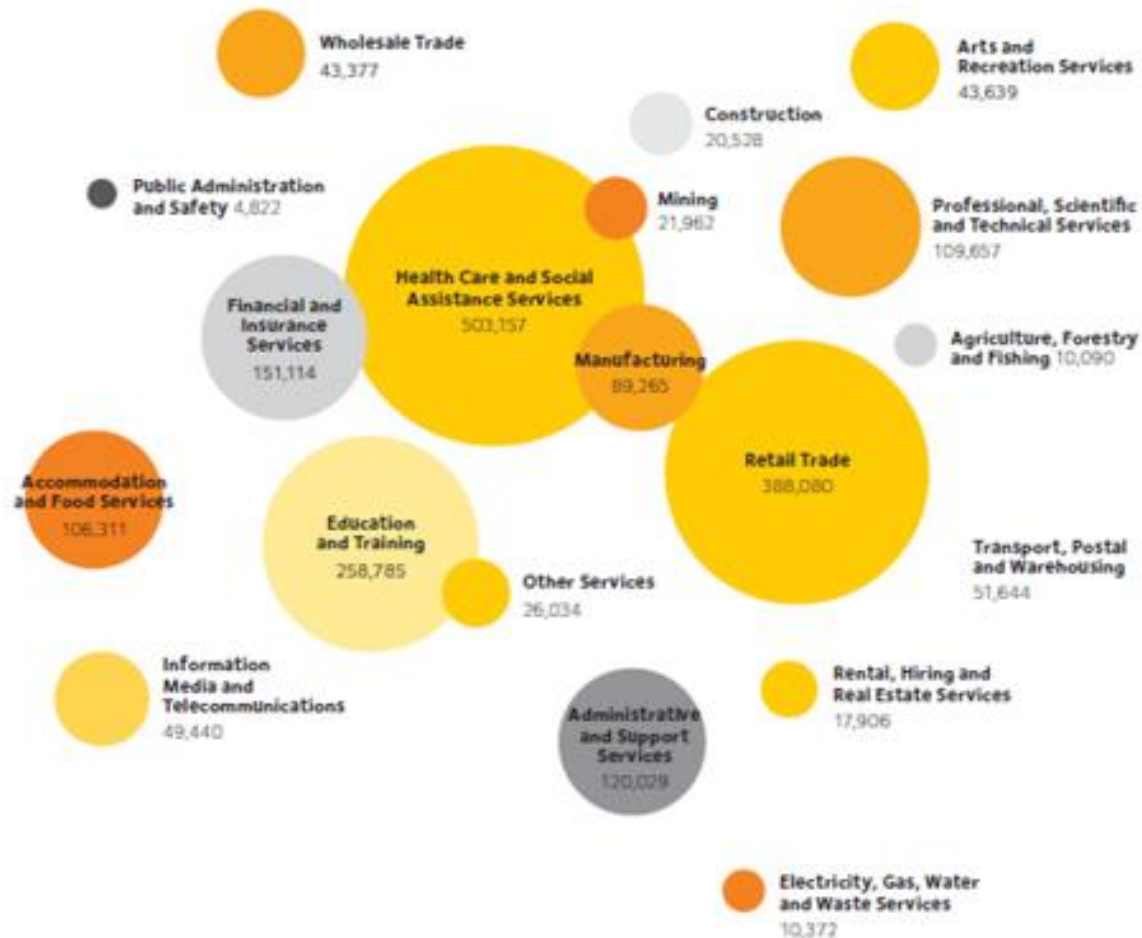 Wholesale Trade
43,377
Arts and
Recreation Services
43,639
Construction
20,528
Public Administration
and Safety 4,822
Mining
21,962
Professional, Scientific
and Technical Services
109,657
Health Care and Social
Assistance Services
503,157
Financial and
Insurance
Services
151,114
Manufacturing
89,265
Agriculture, Forestry
and Fishing 10,090
Retail Trade
388,080
Accommodation
and Food Services
106,311
Education
and Training
258,785
Other Services
26,034
Transport, Postal
and Warehousing
51,644
Information
Media and
Telecommunications
49,440
Rental, Hiring and
Real Estate Services
17,906
Administrative
and Support
Services
120,029
Electricity, Gas, Water
and Waste Services
10,372